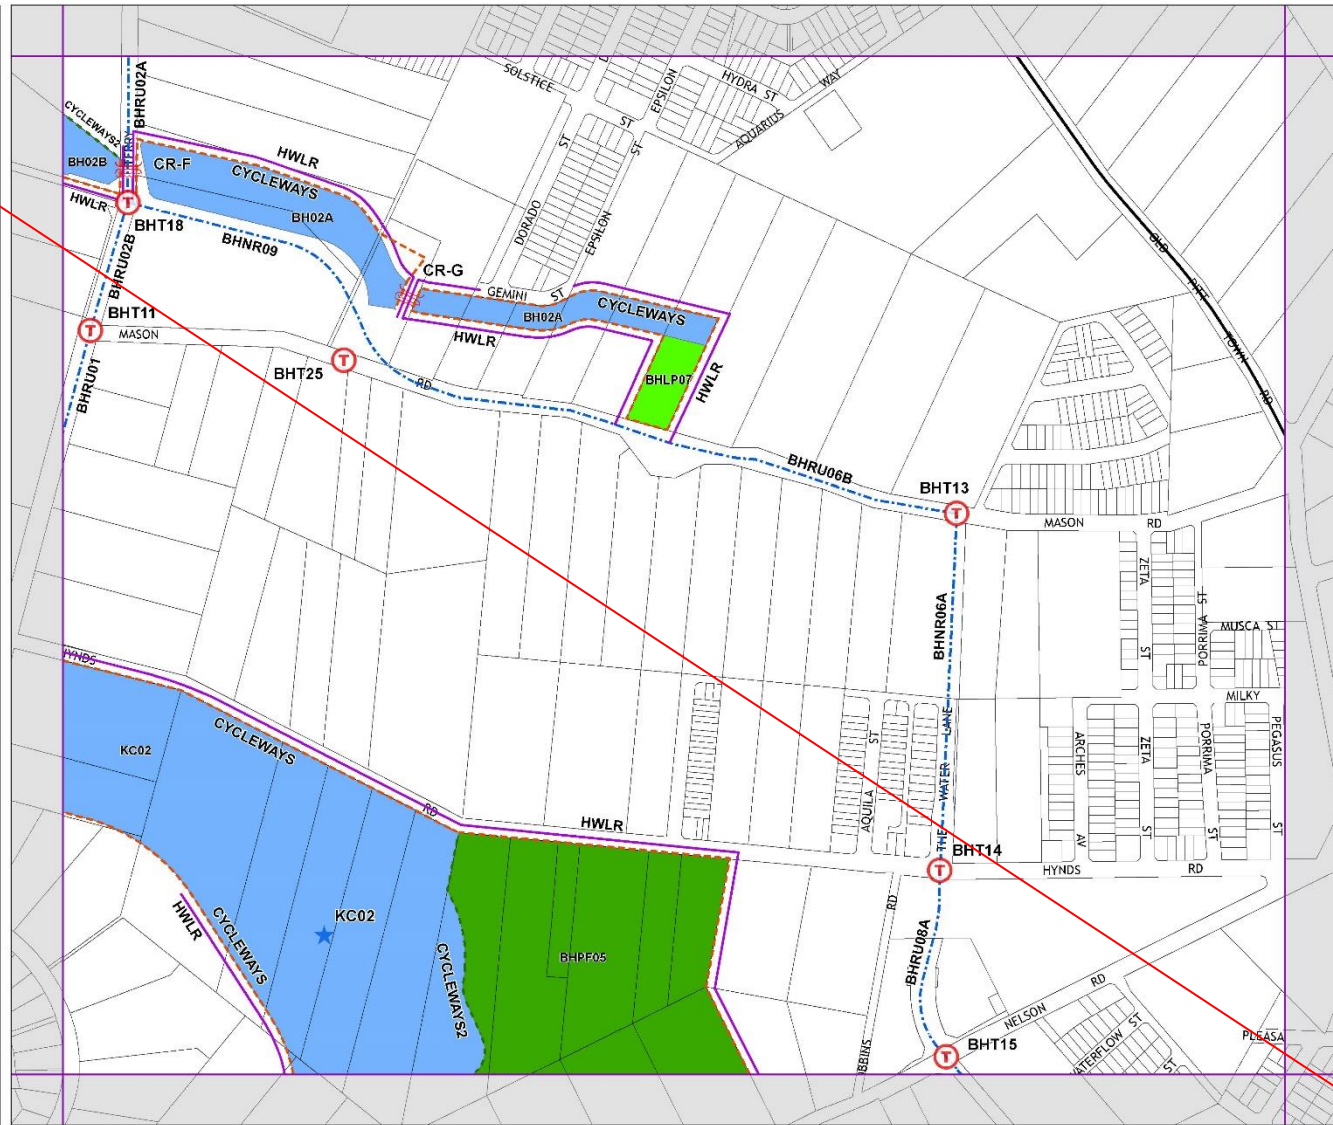 SOLSTICE
ST
EPSILON
HYDRA ST
AQUARIUS WAY
BHRU02A
CYCLEWAYS2
BH02B
CR-F
HWLR
CYCLEWAYS
BH02A
HWLR
T
BHT18
BHRU02B
BHNR09
DORADO
ST
EPSILON
ST
CR-G
GEMINI ST
BH02A
CYCLEWAYS
HWLR
OLD PITT TOWN RD
T
BHT11
MASON
BHRU01
T
BHT25
RD
BHLP07
HWLR
BHRU06B
BHT13
T
MASON RD
ZETA
ST
PORRIMA ST
MUSCA ST
MILKY
BHNR06A
HYNDS
CYCLEWAYS
KC02
RD
HWLR
AQUILA
ST
THE WATER LANE
ARCHES
AV
ZETA
ST
PORRIMA
ST
PEGASUS
ST
BHT14
T
HYNDS RD
KC02
HWLR
CYCLEWAYS
CYCLEWAYS2
BHPF05
RD
BHRU08A
NELSON RD
BHT15
T
ST